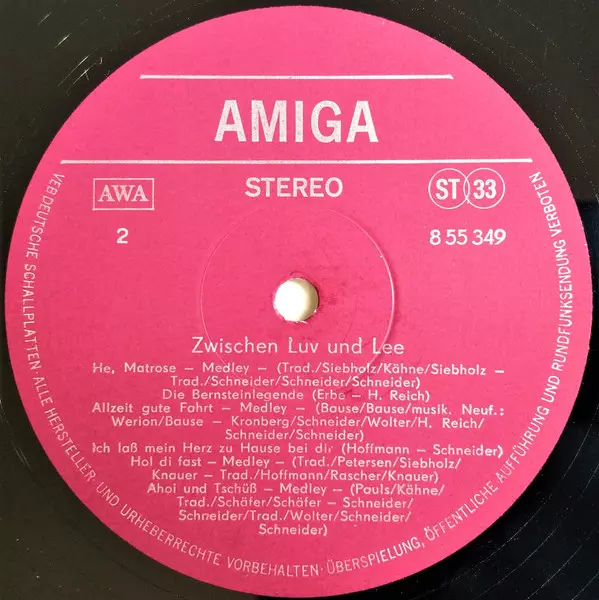 AMIGA
AWA
STEREO
ST 33
2
8 55 349
Zwischen Luv und Lee
He, Matrose – Medley – (Trad./Siebholz/Kähne/Siebholz –
Trad./Schneider/Schneider/Schneider)
Die Bernsteinlegende (Erbe – H. Reich)
Allzeit gute Fahrt – Medley – (Bause/Bause/musik. Neuf.:
Werion/Bause – Kronberg/Schneider/Wolter/H. Reich/
Schneider/Schneider)
Ich laß mein Herz zu Hause bei dir (Hoffmann – Schneider)
Hol di fast – Medley – (Trad./Petersen/Siebholz/
Knauer – Trad./Hoffmann/Rascher/Knauer)
Ahoi und Tschüß – Medley – (Pauls/Kähne/
Trad./Schäfer/Schäfer – Schneider/
Schneider/Trad./Wolter/Schneider/
Schneider)
VEB DEUTSCHE SCHALLPLATTEN · ALLE HERSTELLER- UND URHEBERRECHTE VORBEHALTEN · ÜBERSPIELUNG, ÖFFENTLICHE AUFFÜHRUNG UND RUNDFUNKSENDUNG VERBOTEN